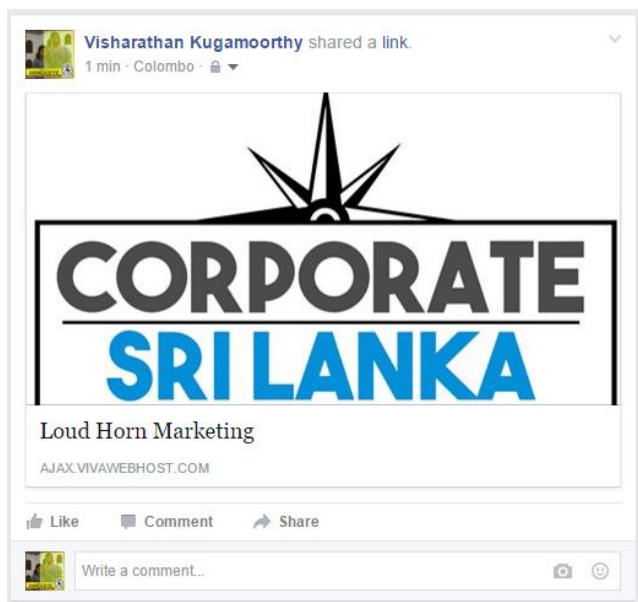 Visharathan Kugamoorthy shared a link.
1 min · Colombo ·
CORPORATE
SRI LANKA
Loud Horn Marketing
AJAX.VIVAWEBHOST.COM
Like Comment Share
Write a comment...